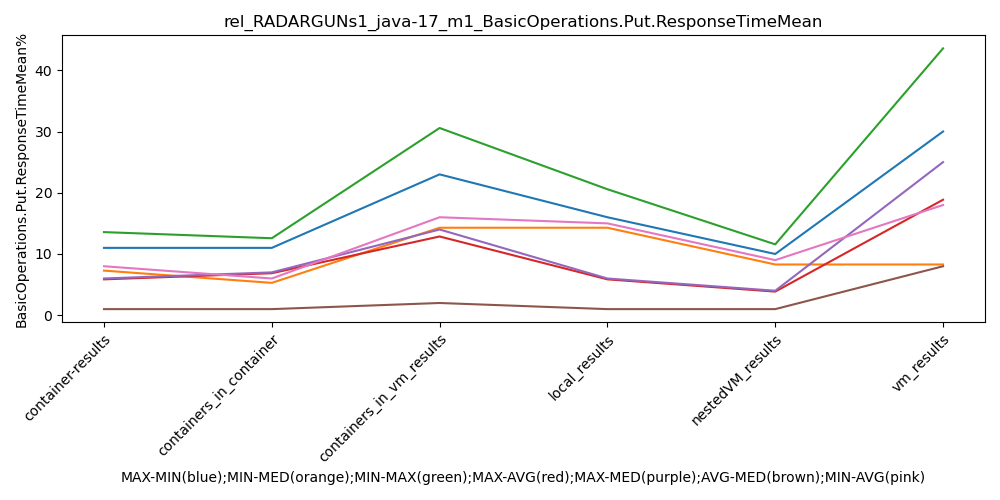 rel_RADARGUNs1_java-17_m1_BasicOperations.Put.ResponseTimeMean
BasicOperations.Put.ResponseTimeMean%
40
30
20
10
0
container-results
containers_in_container
containers_in_vm_results
local_results
nestedVM_results
vm_results
MAX-MIN(blue);MIN-MED(orange);MIN-MAX(green);MAX-AVG(red);MAX-MED(purple);AVG-MED(brown);MIN-AVG(pink)